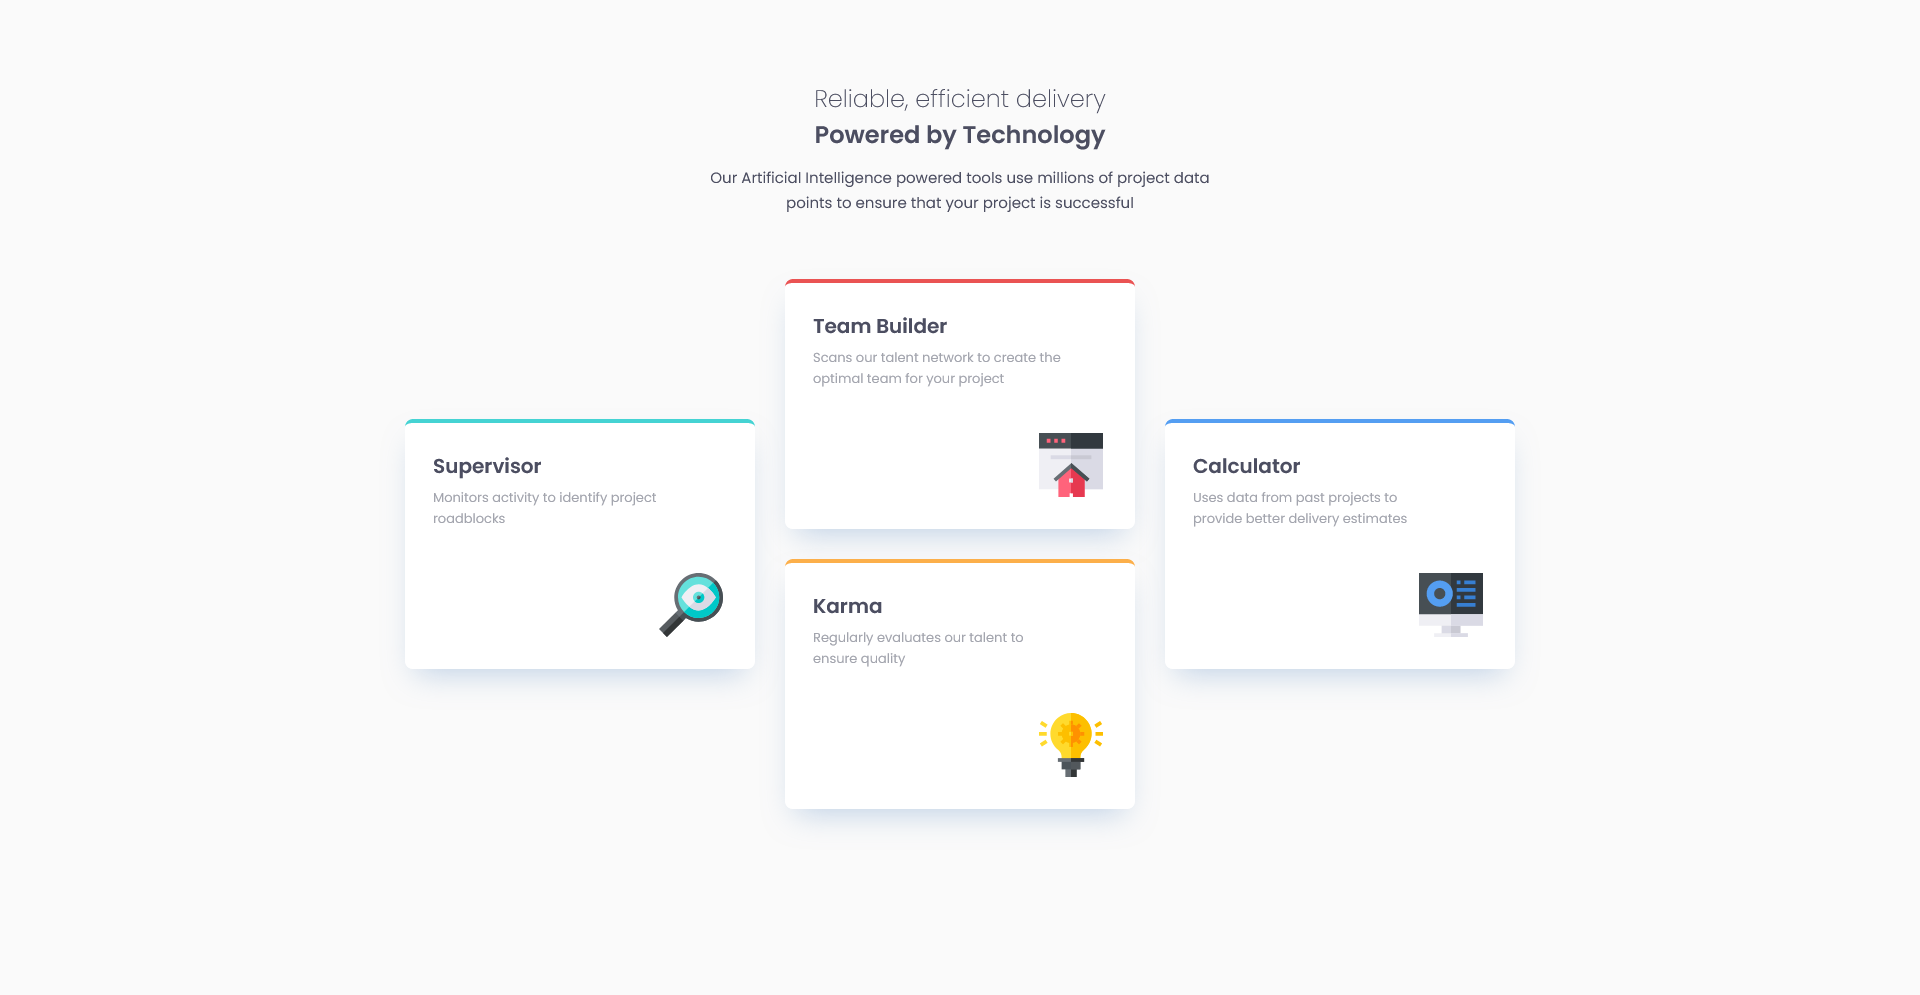 Reliable, efficient delivery
Powered by Technology
Our Artificial Intelligence powered tools use millions of project data
points to ensure that your project is successful
Supervisor
Monitors activity to identify project
roadblocks
Team Builder
Scans our talent network to create the
optimal team for your project
Karma
Regularly evaluates our talent to
ensure quality
Calculator
Uses data from past projects to
provide better delivery estimates